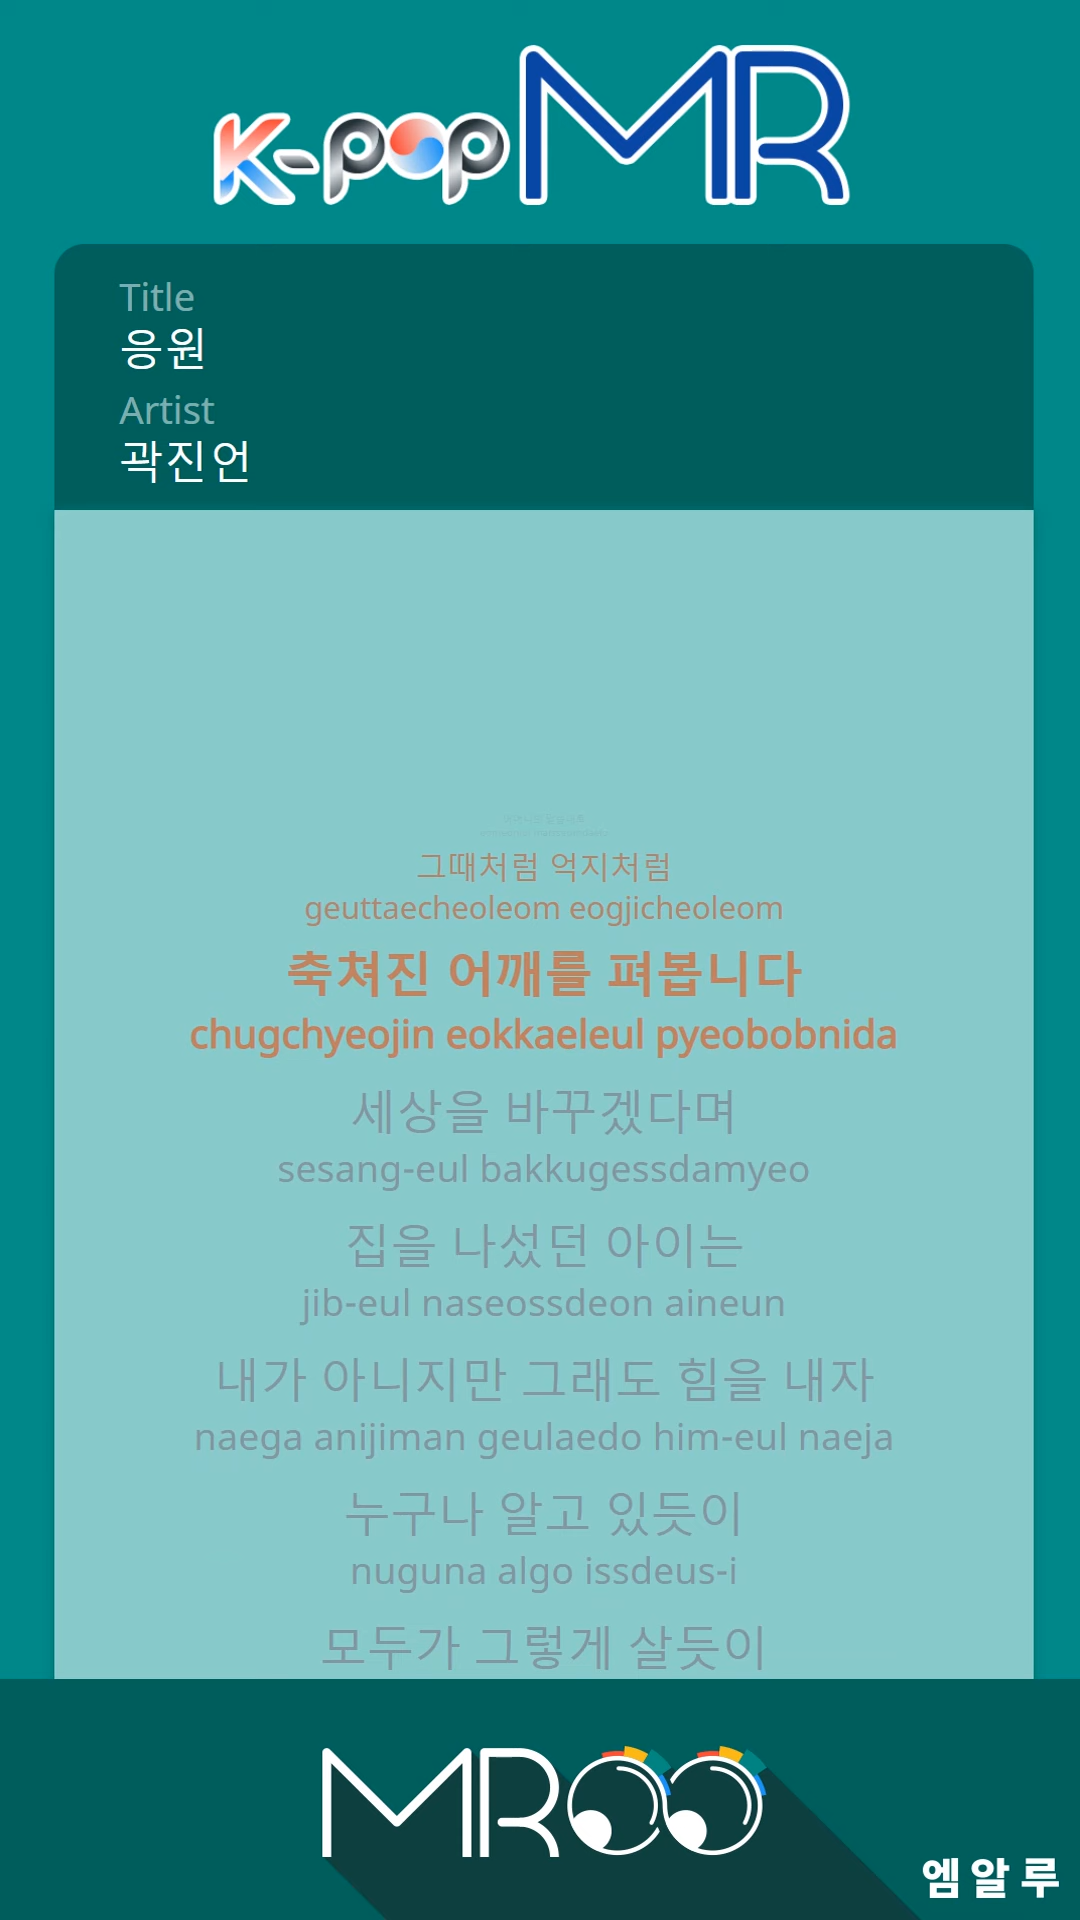 K-pop MR
Title
응원
Artist
곽진언
그때처럼 억지처럼
geuttaecheoleom eogjicheoleom
축쳐진 어깨를 펴봅니다
chugchyeojin eokkaeleul pyeobobnida
세상을 바꾸겠다며
sesang-eul bakkugessdamyeo
집을 나섰던 아이는
jib-eul naseossdeon aineun
내가 아니지만 그래도 힘을 내자
naega anijiman geulaedo him-eul naeja
누구나 알고 있듯이
nuguna algo issdeus-i
모두가 그렇게 살듯이
MROO
엠알루